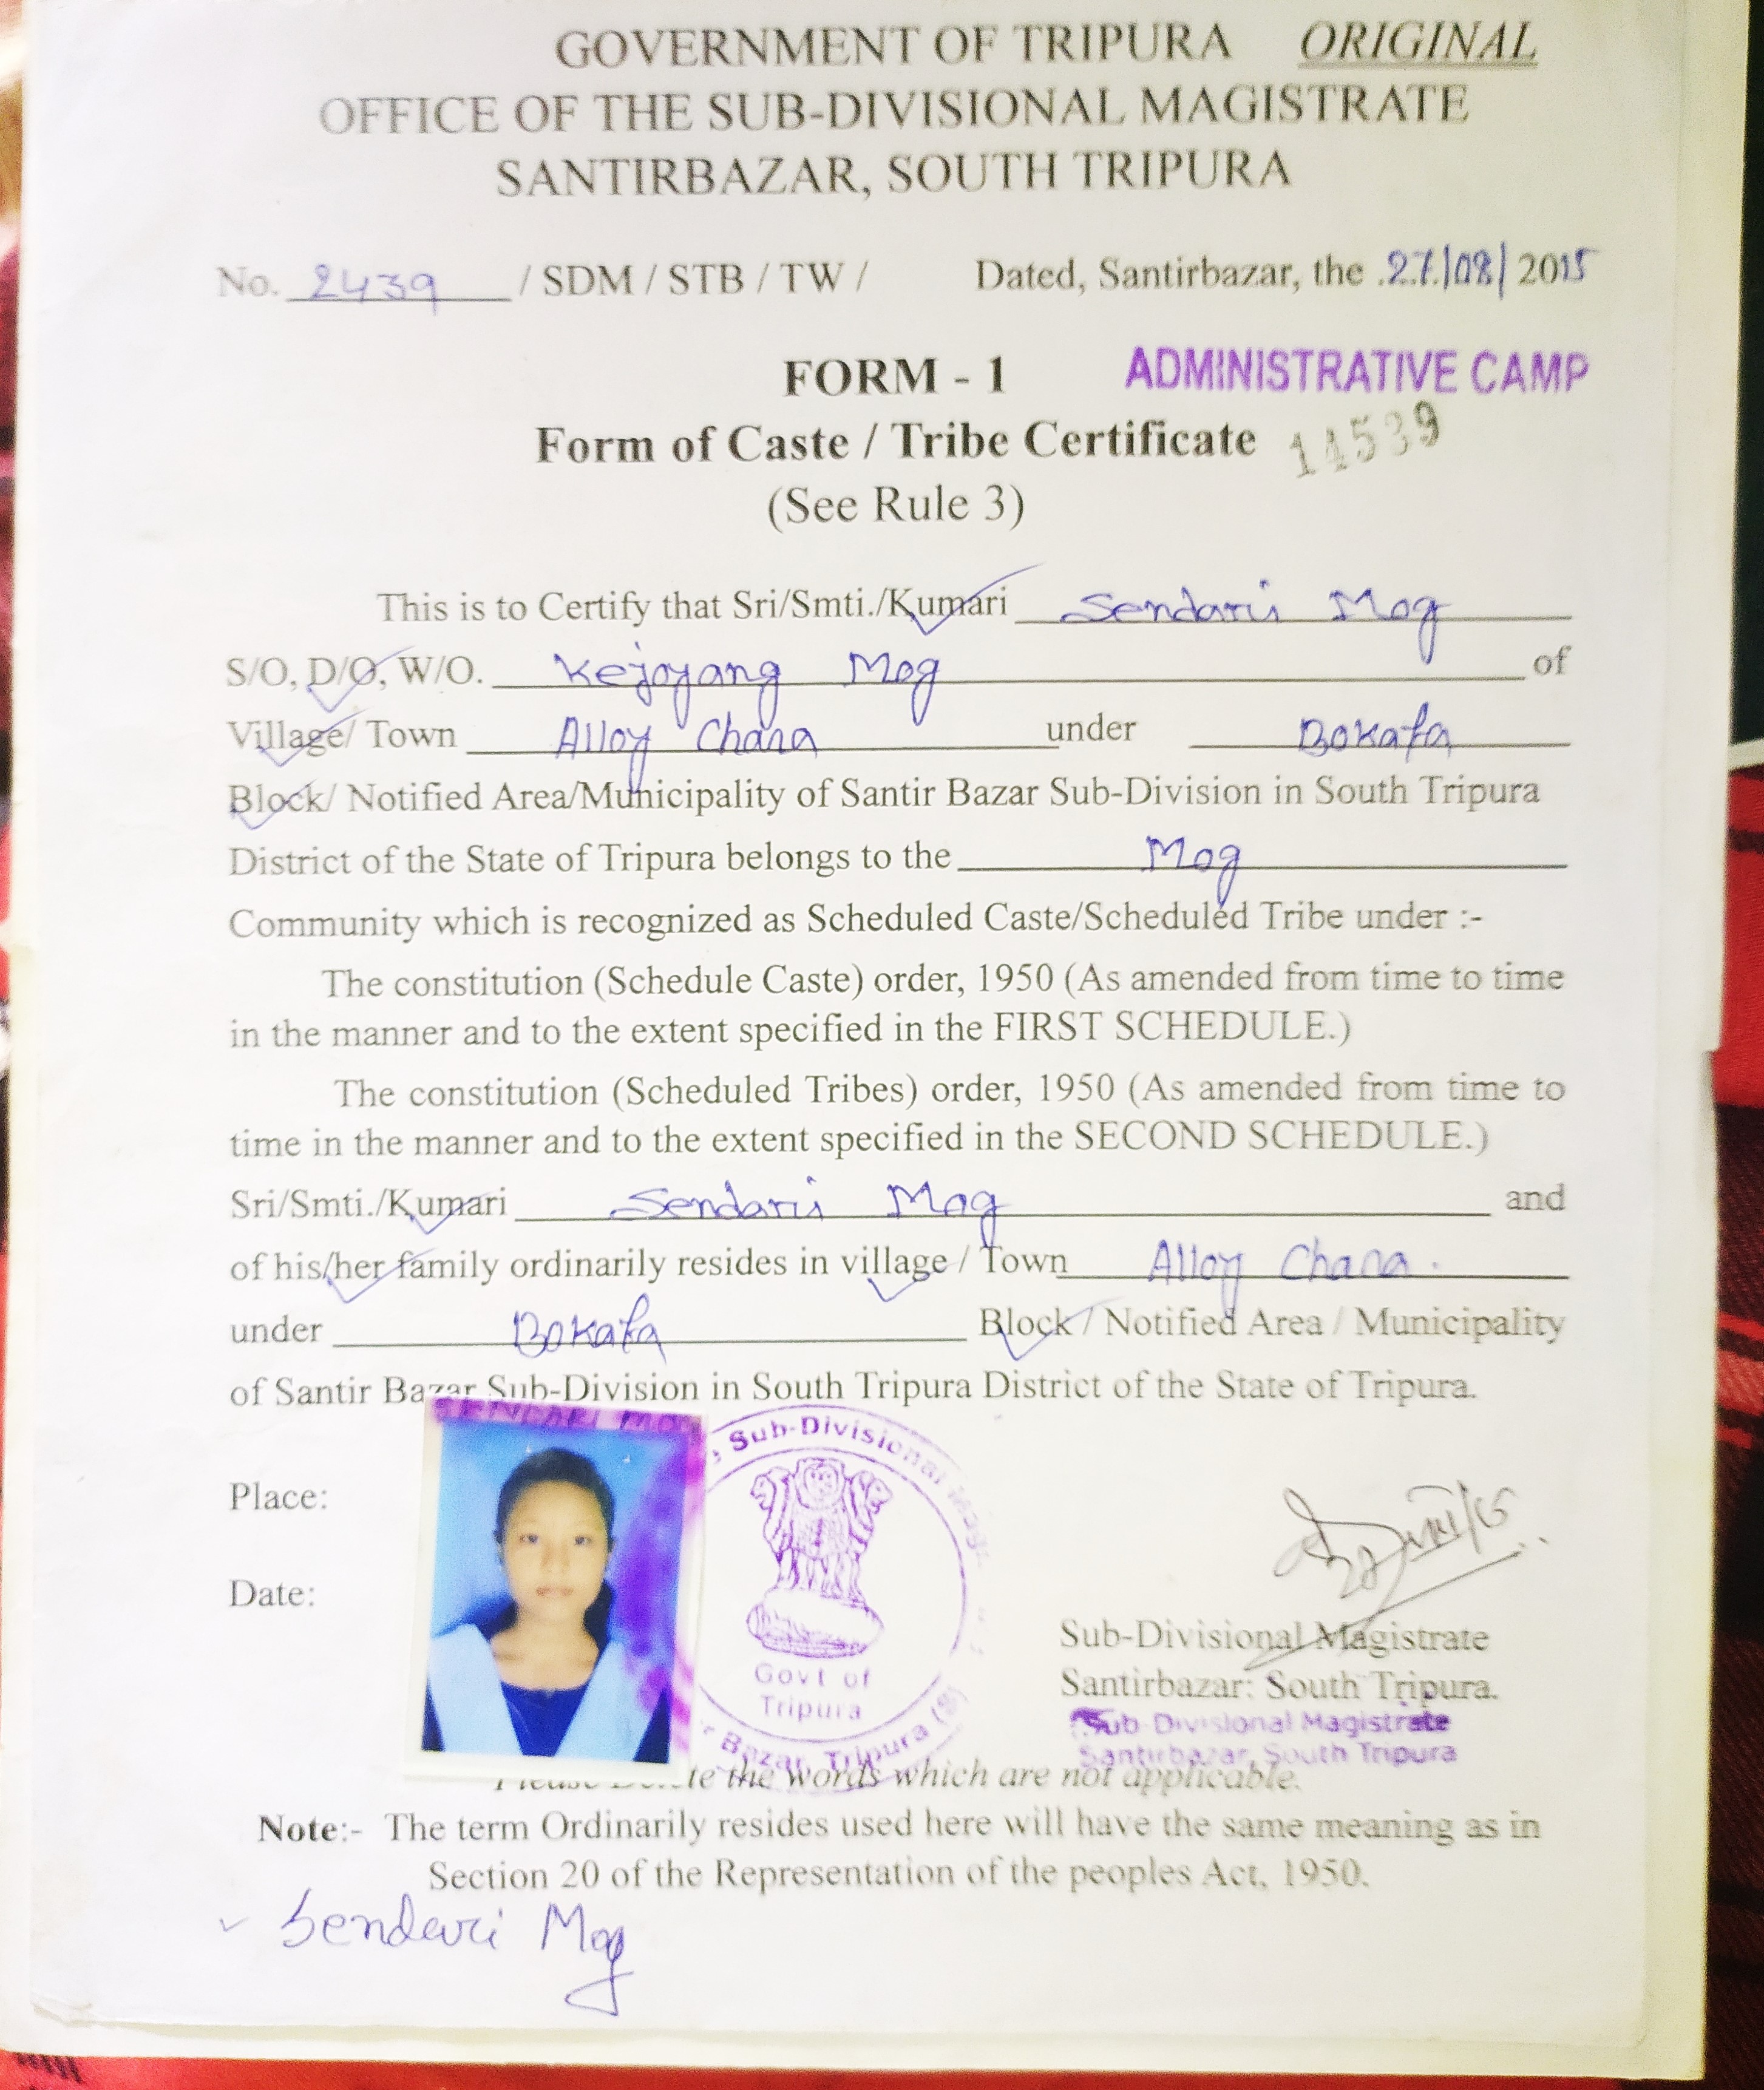 GOVERNMENT OF TRIPURA ORIGINAL
OFFICE OF THE SUB-DIVISIONAL MAGISTRATE
SANTIRBAZAR, SOUTH TRIPURA
No. 2439 / SDM / STB / TW / Dated, Santirbazar, the 27/08/2015
FORM - 1 ADMINISTRATIVE CAMP
Form of Caste / Tribe Certificate 14539
(See Rule 3)
This is to Certify that Sri/Smti./Kumari Sendari Mog
S/O, D/O, W/O. Kejoyang Mog of
Village/ Town Alloy Chara under Bokafa
Block/ Notified Area/Municipality of Santir Bazar Sub-Division in South Tripura
District of the State of Tripura belongs to the Mog
Community which is recognized as Scheduled Caste/Scheduled Tribe under :-
The constitution (Schedule Caste) order, 1950 (As amended from time to time
in the manner and to the extent specified in the FIRST SCHEDULE.)
The constitution (Scheduled Tribes) order, 1950 (As amended from time to
time in the manner and to the extent specified in the SECOND SCHEDULE.)
Sri/Smti./Kumari Sendari Mog and
of his/her family ordinarily resides in village / Town Alloy Chara.
under Bokafa Block / Notified Area / Municipality
of Santir Bazar Sub-Division in South Tripura District of the State of Tripura.
SENDARI MOG
Sub-Divisional
Govt of
Tripura
Bazar, Tripura (S)
Place:
Date:
Sub-Divisional Magistrate
Santirbazar: South Tripura.
Sub-Divisional Magistrate
Santirbazar, South Tripura
the words which are not applicable.
Note:- The term Ordinarily resides used here will have the same meaning as in
Section 20 of the Representation of the peoples Act, 1950.
Sendari Mog